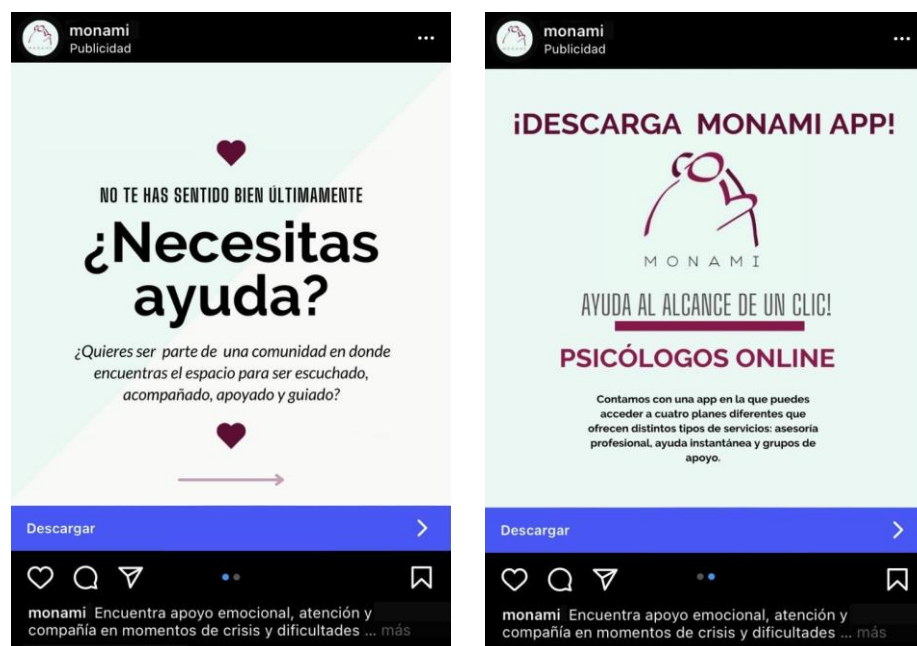 monami
Publicidad
NO TE HAS SENTIDO BIEN ÚLTIMAMENTE
¿Necesitas
ayuda?
¿Quieres ser parte de una comunidad en donde
encuentras el espacio para ser escuchado,
acompañado, apoyado y guiado?
Descargar
monami Encuentra apoyo emocional, atención y
compañía en momentos de crisis y dificultades ... más
monami
Publicidad
¡DESCARGA MONAMI APP!
MONAMI
AYUDA AL ALCANCE DE UN CLIC!
PSICÓLOGOS ONLINE
Contamos con una app en la que puedes
acceder a cuatro planes diferentes que
ofrecen distintos tipos de servicios: asesoría
profesional, ayuda instantánea y grupos de
apoyo.
Descargar
monami Encuentra apoyo emocional, atención y
compañía en momentos de crisis y dificultades ... más